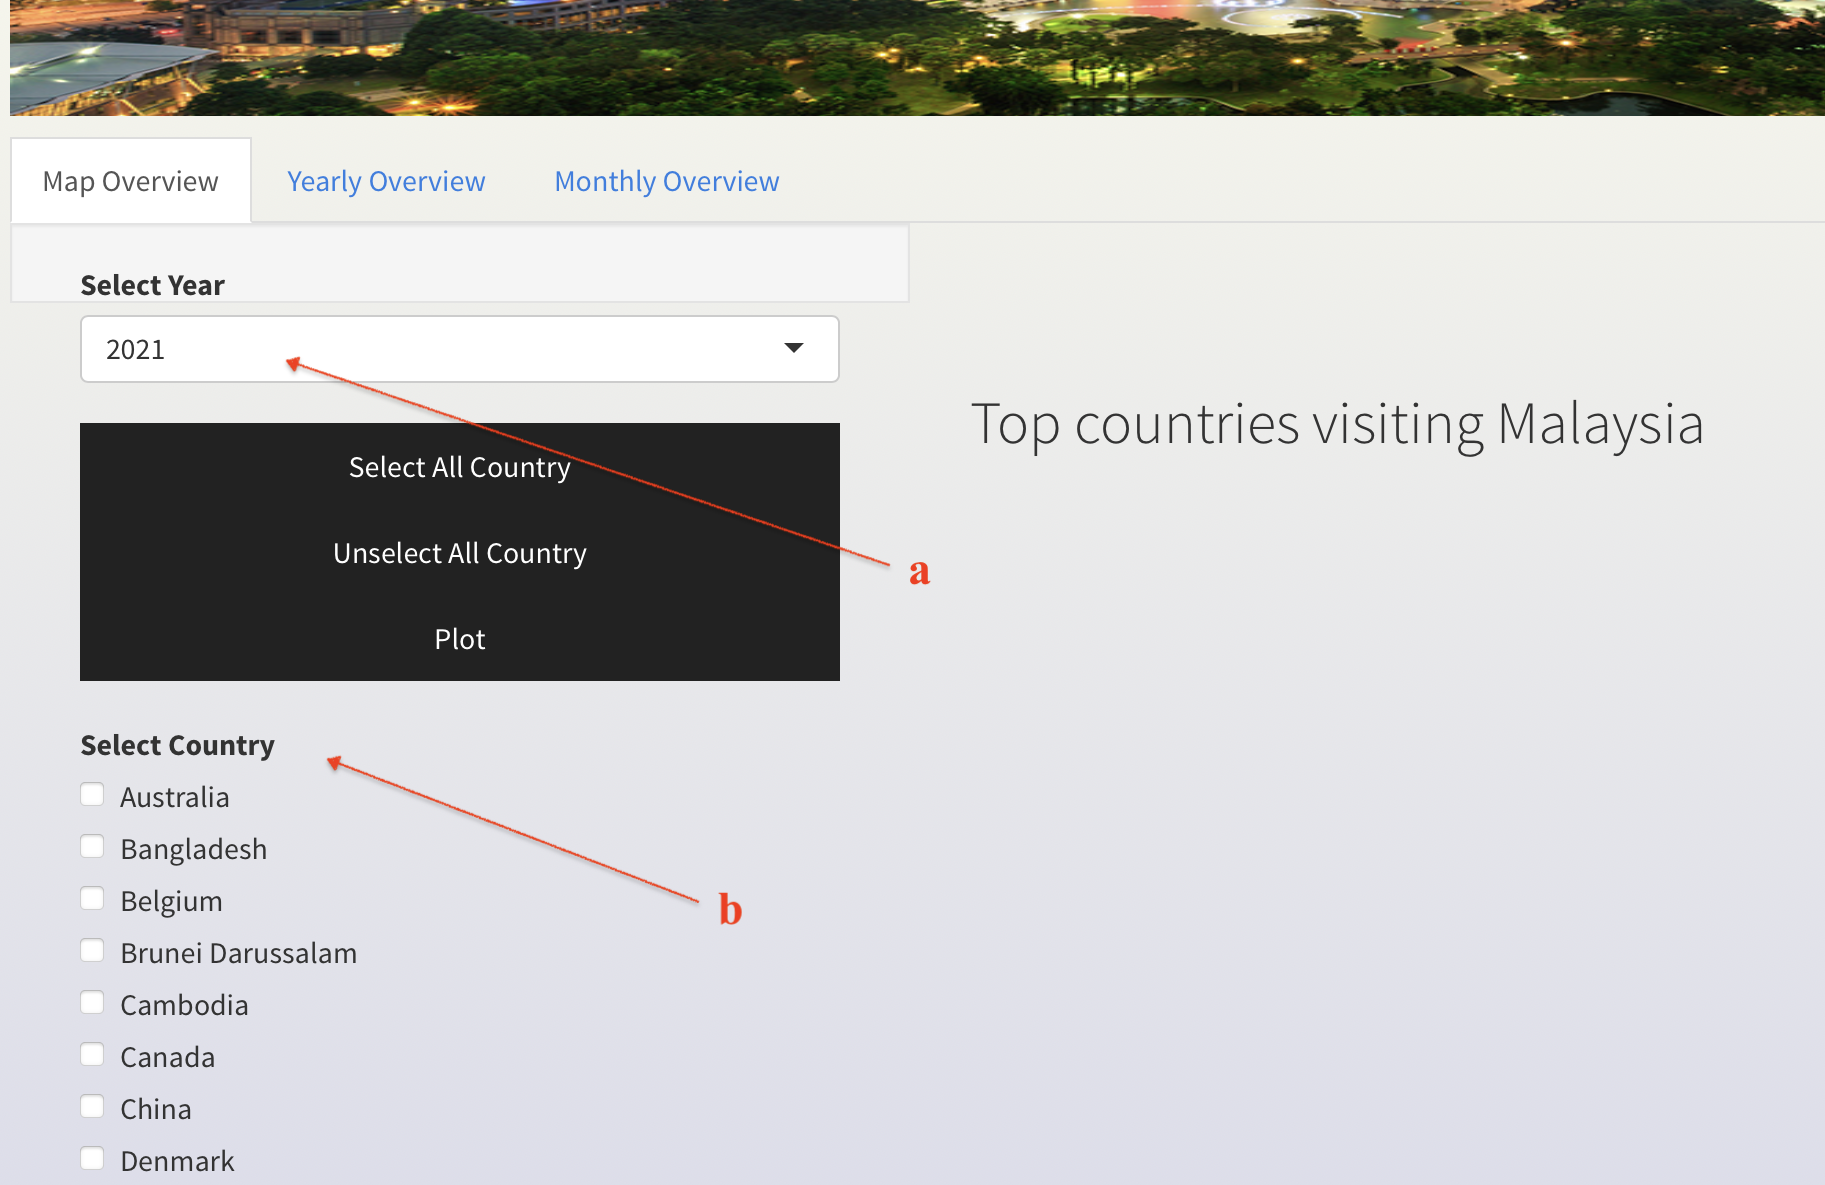 Map Overview Yearly Overview Monthly Overview
Select Year
2021
Top countries visiting Malaysia
Select All Country
Unselect All Country
a
Plot
Select Country
Australia
Bangladesh
Belgium
b
Brunei Darussalam
Cambodia
Canada
China
Denmark